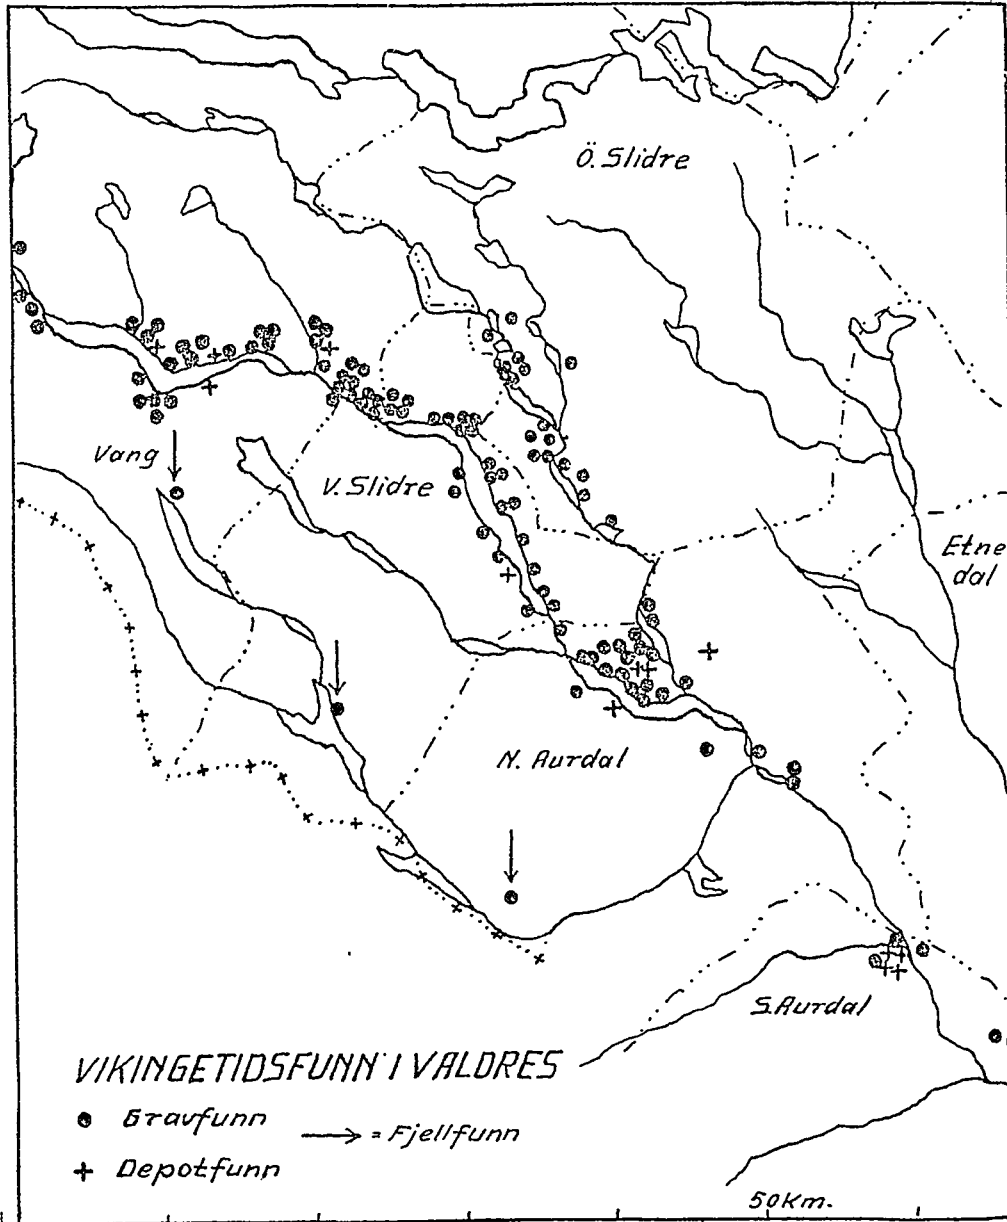 Ö. Slidre
Vang
V. Slidre
Etne
dal
N. Aurdal
S. Aurdal
VIKINGETIDSFUNN I VALDRES
Gravfunn
= Fjellfunn
Depotfunn
50Km.